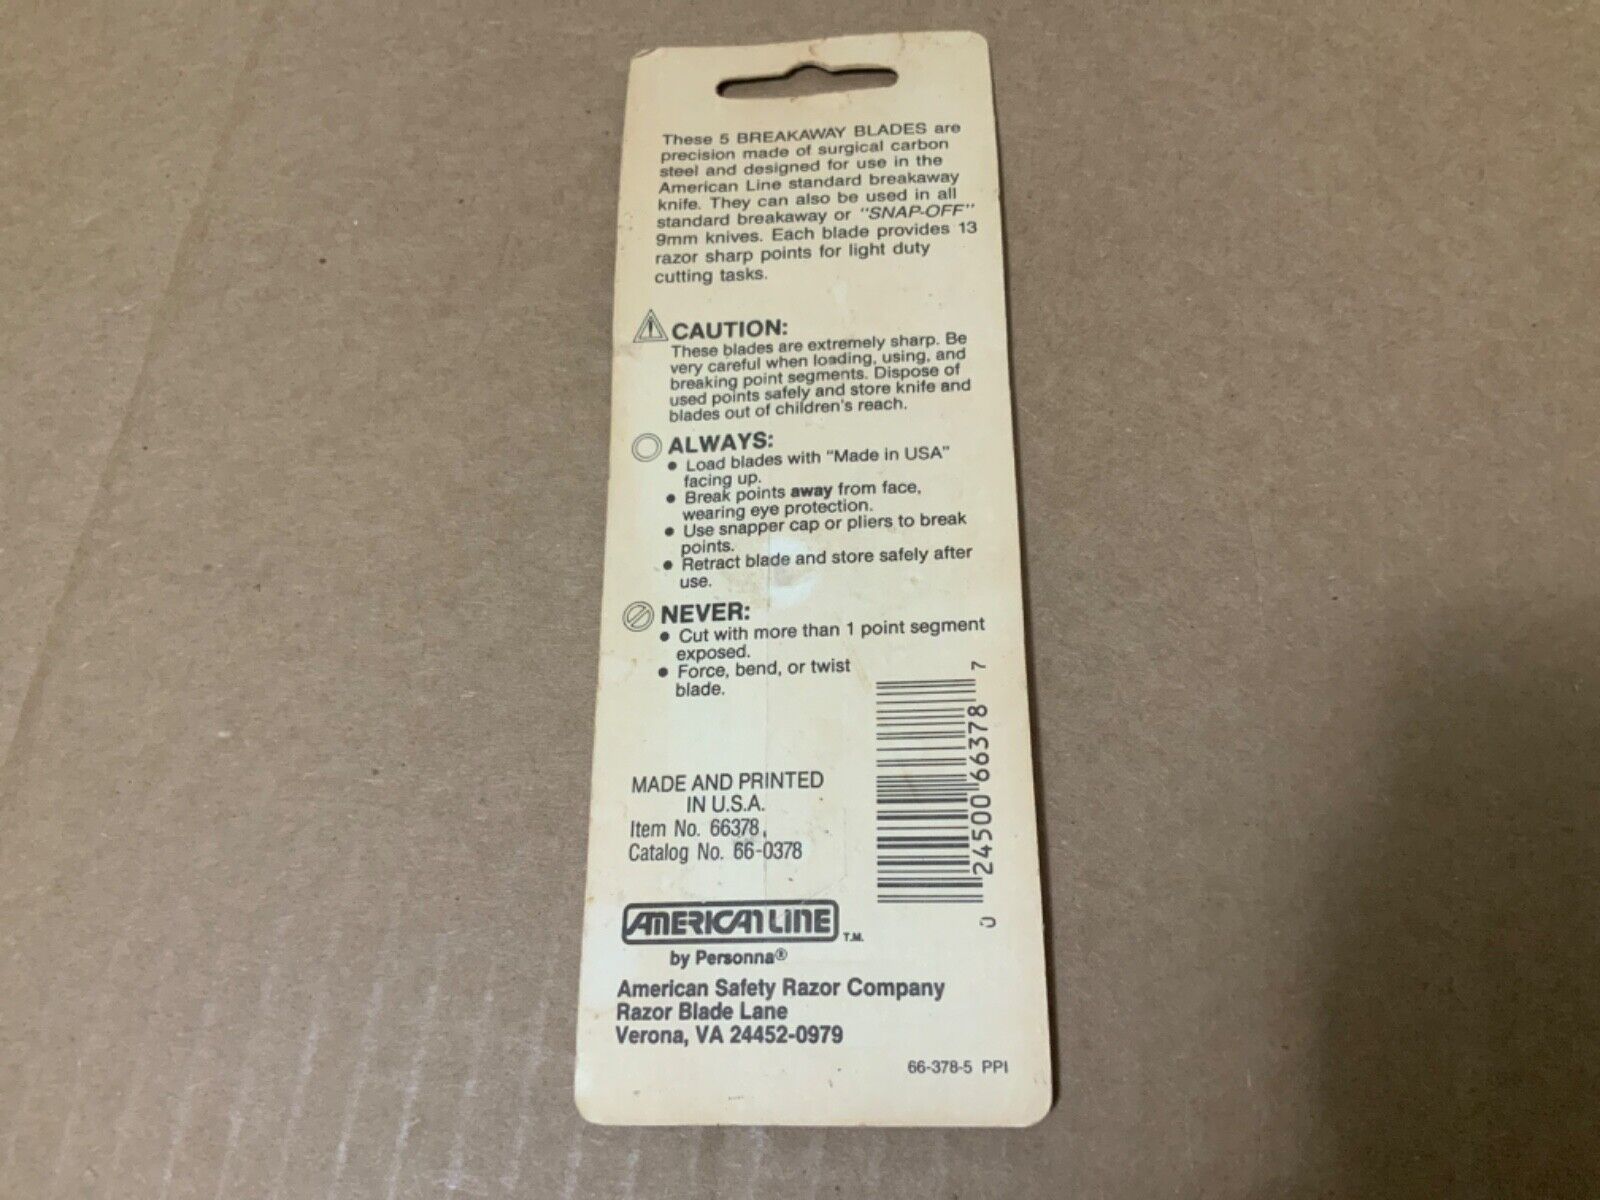 These 5 BREAKAWAY BLADES are
precision made of surgical carbon
steel and designed for use in the
American Line standard breakaway
knife. They can also be used in all
standard breakaway or "SNAP-OFF"
9mm knives. Each blade provides 13
razor sharp points for light duty
cutting tasks.
CAUTION:
These blades are extremely sharp. Be
very careful when loading, using, and
breaking point segments. Dispose of
used points safely and store knife and
blades out of children's reach.
ALWAYS:
• Load blades with "Made in USA"
facing up.
• Break points away from face,
wearing eye protection.
• Use snapper cap or pliers to break
points.
• Retract blade and store safely after
use.
NEVER:
• Cut with more than 1 point segment
exposed.
• Force, bend, or twist
blade.
MADE AND PRINTED
IN U.S.A.
Item No. 66378,
Catalog No. 66-0378
0 24500 66378 7
AMERICAN LINE T.M.
by Personna®
American Safety Razor Company
Razor Blade Lane
Verona, VA 24452-0979
66-378-5 PPI